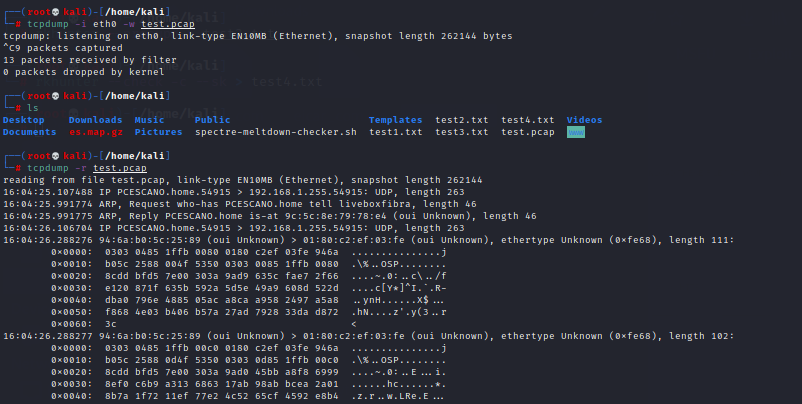 ┌──(root💀kali)-[/home/kali]
└─# tcpdump -i eth0 -w test.pcap
tcpdump: listening on eth0, link-type EN10MB (Ethernet), snapshot length 262144 bytes
^C9 packets captured
13 packets received by filter
0 packets dropped by kernel
┌──(root💀kali)-[/home/kali]
└─# ls
Desktop Downloads Music Public Templates test2.txt test4.txt Videos
Documents es.map.gz Pictures spectre-meltdown-checker.sh test1.txt test3.txt test.pcap www
┌──(root💀kali)-[/home/kali]
└─# tcpdump -r test.pcap
reading from file test.pcap, link-type EN10MB (Ethernet), snapshot length 262144
16:04:25.107488 IP PCESCANO.home.54915 > 192.168.1.255.54915: UDP, length 263
16:04:25.991774 ARP, Request who-has PCESCANO.home tell liveboxfibra, length 46
16:04:25.991775 ARP, Reply PCESCANO.home is-at 9c:5c:8e:79:78:e4 (oui Unknown), length 46
16:04:26.106704 IP PCESCANO.home.54915 > 192.168.1.255.54915: UDP, length 263
16:04:26.288276 94:6a:b0:5c:25:89 (oui Unknown) > 01:80:c2:ef:03:fe (oui Unknown), ethertype Unknown (0×fe68), length 111:
0×0000: 0303 0485 1ffb 0080 0180 c2ef 03fe 946a ...............j
0×0010: b05c 2588 004f 5350 0303 0085 1ffb 0080 .\%..OSP........
0×0020: 8cdd bfd5 7e00 303a 9ad9 635c fae7 2f66 ....~.0:..c\../f
0×0030: e120 871f 635b 592a 5d5e 49a9 608d 522d ....c[Y*]^I.`.R-
0×0040: dba0 796e 4885 05ac a8ca a958 2497 a5a8 ..ynH......X$...
0×0050: f868 4e03 b406 b57a 27ad 7928 33da d872 .hN....z'.y(3..r
0×0060: 3c <
16:04:26.288277 94:6a:b0:5c:25:89 (oui Unknown) > 01:80:c2:ef:03:fe (oui Unknown), ethertype Unknown (0×fe68), length 102:
0×0000: 0303 0485 1ffb 00c0 0180 c2ef 03fe 946a ...............j
0×0010: b05c 2588 0d4f 5350 0303 0d85 1ffb 00c0 .\%..OSP........
0×0020: 8cdd bfd5 7e00 303a 9ad0 45bb a8f8 6999 ....~.0:..E...i.
0×0030: 8ef0 c6b9 a313 6863 17ab 98ab bcea 2a01 ......hc......*.
0×0040: 8b7a 1f72 11ef 77e2 4c52 65cf 4592 e8b4 .z.r..w.LRe.E...